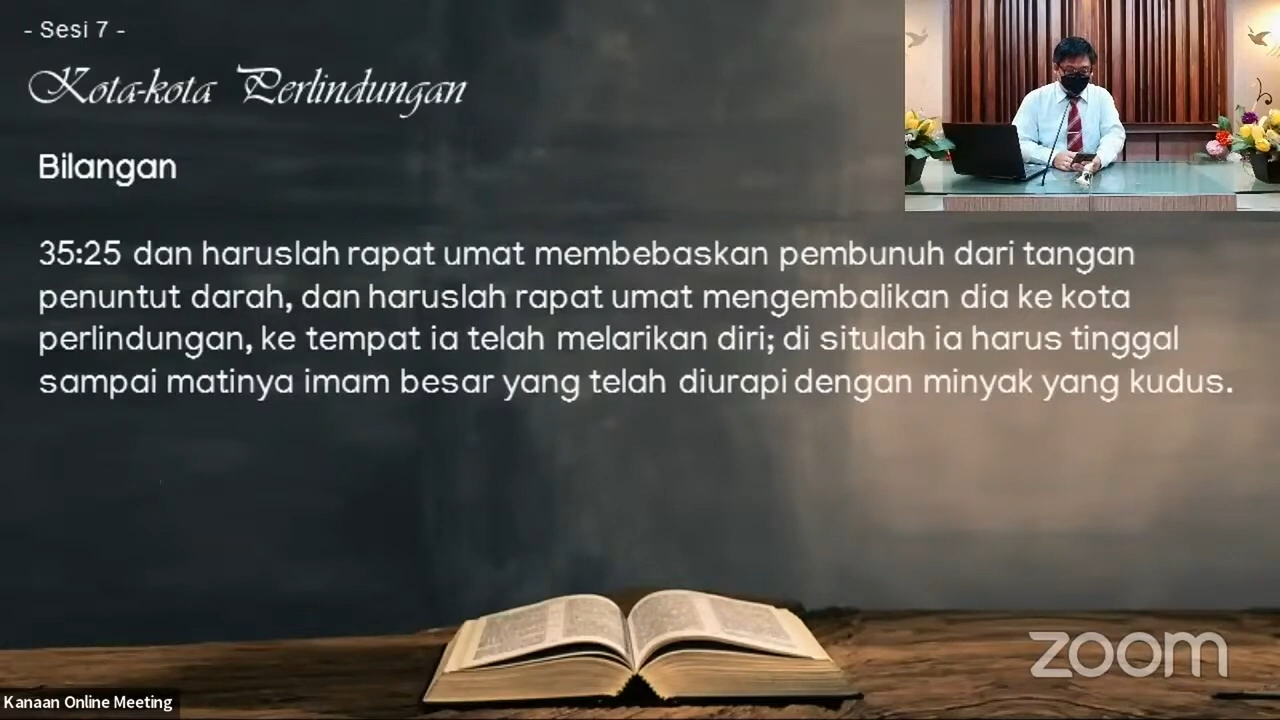 - Sesi 7 -
Kota-kota Perlindungan
Bilangan
35:25 dan haruslah rapat umat membebaskan pembunuh dari tangan
penuntut darah, dan haruslah rapat umat mengembalikan dia ke kota
perlindungan, ke tempat ia telah melarikan diri; di situlah ia harus tinggal
sampai matinya imam besar yang telah diurapi dengan minyak yang kudus.
zoom
Kanaan Online Meeting